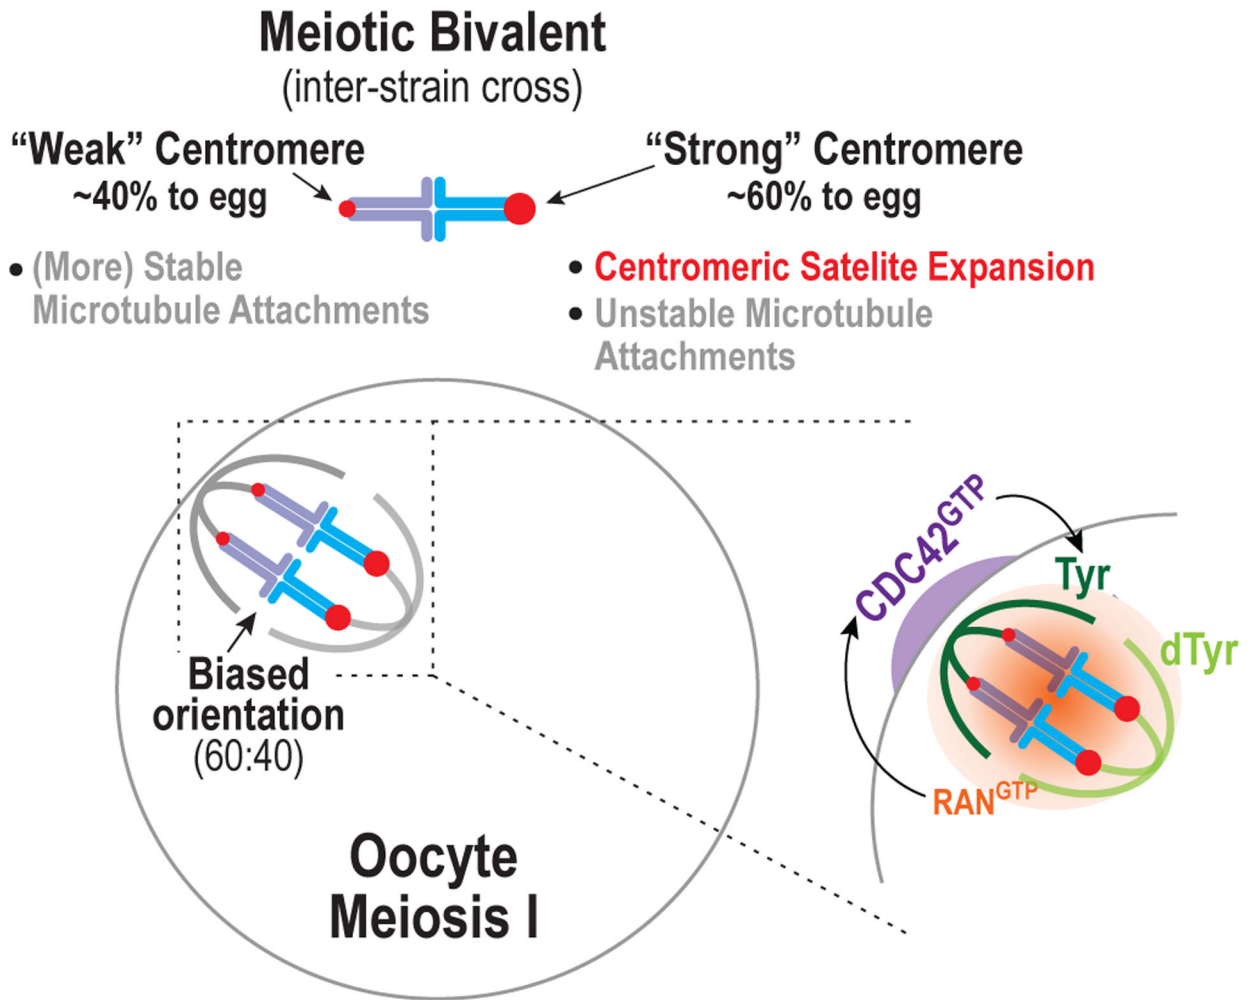 Meiotic Bivalent
(inter-strain cross)
“Weak” Centromere
~40% to egg
“Strong” Centromere
~60% to egg
• (More) Stable
Microtubule Attachments
• Centromeric Satelite Expansion
• Unstable Microtubule
Attachments
Biased
orientation
(60:40)
Oocyte
Meiosis I
CDC42GTP
Tyr
dTyr
RANGTP